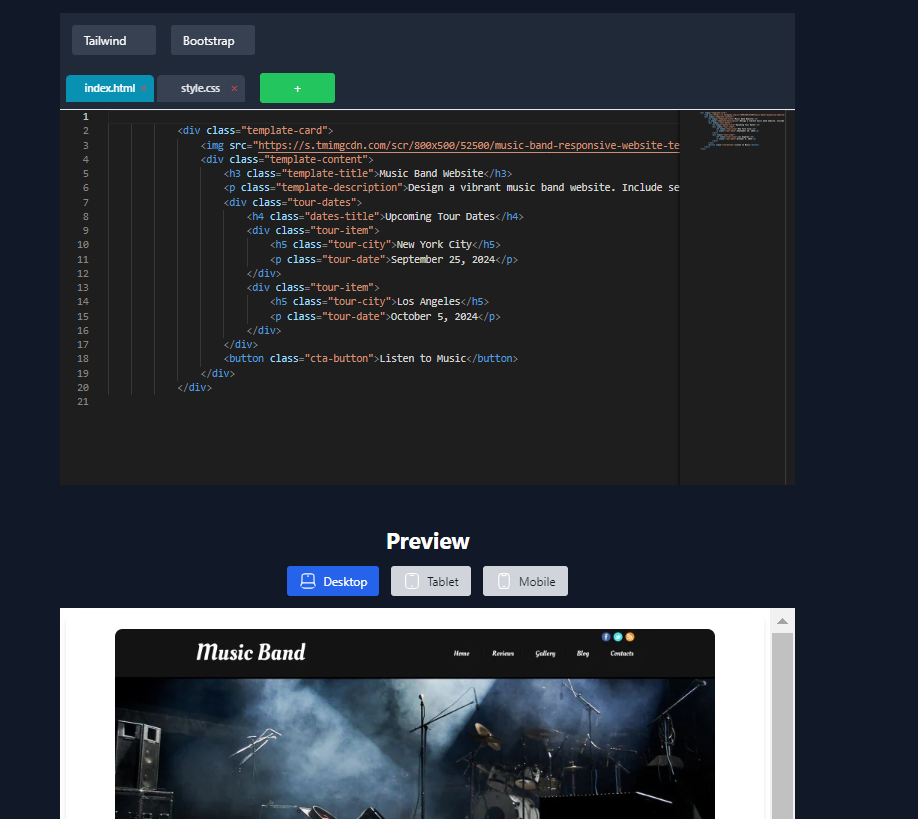 Tailwind Bootstrap
index.html × style.css × +
1
2 <div class="template-card">
3 <img src="https://s.tmimgcdn.com/scr/800x500/52500/music-band-responsive-website-te
4 <div class="template-content">
5 <h3 class="template-title">Music Band Website</h3>
6 <p class="template-description">Design a vibrant music band website. Include se
7 <div class="tour-dates">
8 <h4 class="dates-title">Upcoming Tour Dates</h4>
9 <div class="tour-item">
10 <h5 class="tour-city">New York City</h5>
11 <p class="tour-date">September 25, 2024</p>
12 </div>
13 <div class="tour-item">
14 <h5 class="tour-city">Los Angeles</h5>
15 <p class="tour-date">October 5, 2024</p>
16 </div>
17 </div>
18 <button class="cta-button">Listen to Music</button>
19 </div>
20 </div>
21
Preview
Desktop Tablet Mobile
Music Band Home Reviews Gallery Blog Contacts